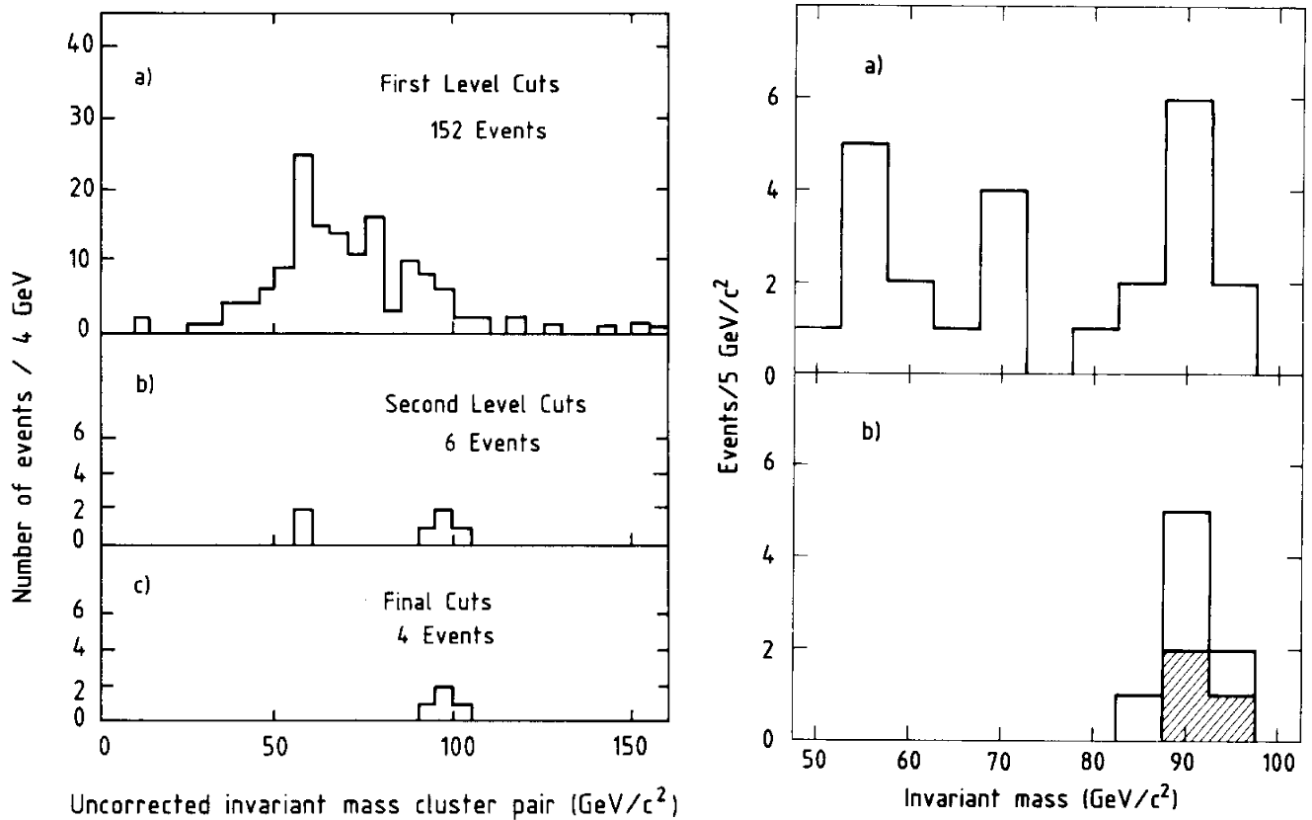 40
a)
First Level Cuts
30
152 Events
20
10
0
b)
Second Level Cuts
6
6 Events
4
2
0
c)
Final Cuts
6
4 Events
4
2
0
0 50 100 150
Number of events / 4 GeV
Uncorrected invariant mass cluster pair (GeV/c²)
a)
6
4
2
0
b)
6
4
2
0
50 60 70 80 90 100
Events/5 GeV/c²
Invariant mass (GeV/c²)